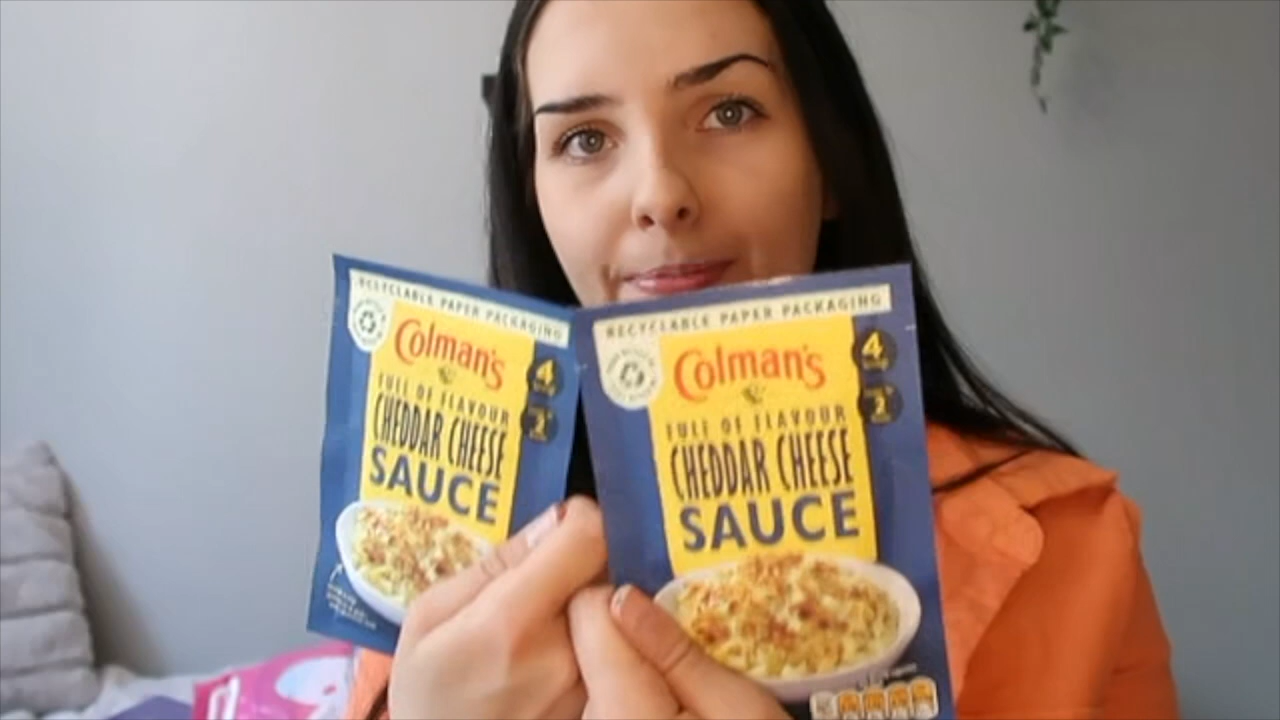 RECYCLABLE PAPER PACKAGING
Colman's
4
FULL OF FLAVOUR
CHEDDAR CHEESE
SAUCE
RECYCLABLE PAPER PACKAGING
Colman's
4
FULL OF FLAVOUR
CHEDDAR CHEESE
SAUCE